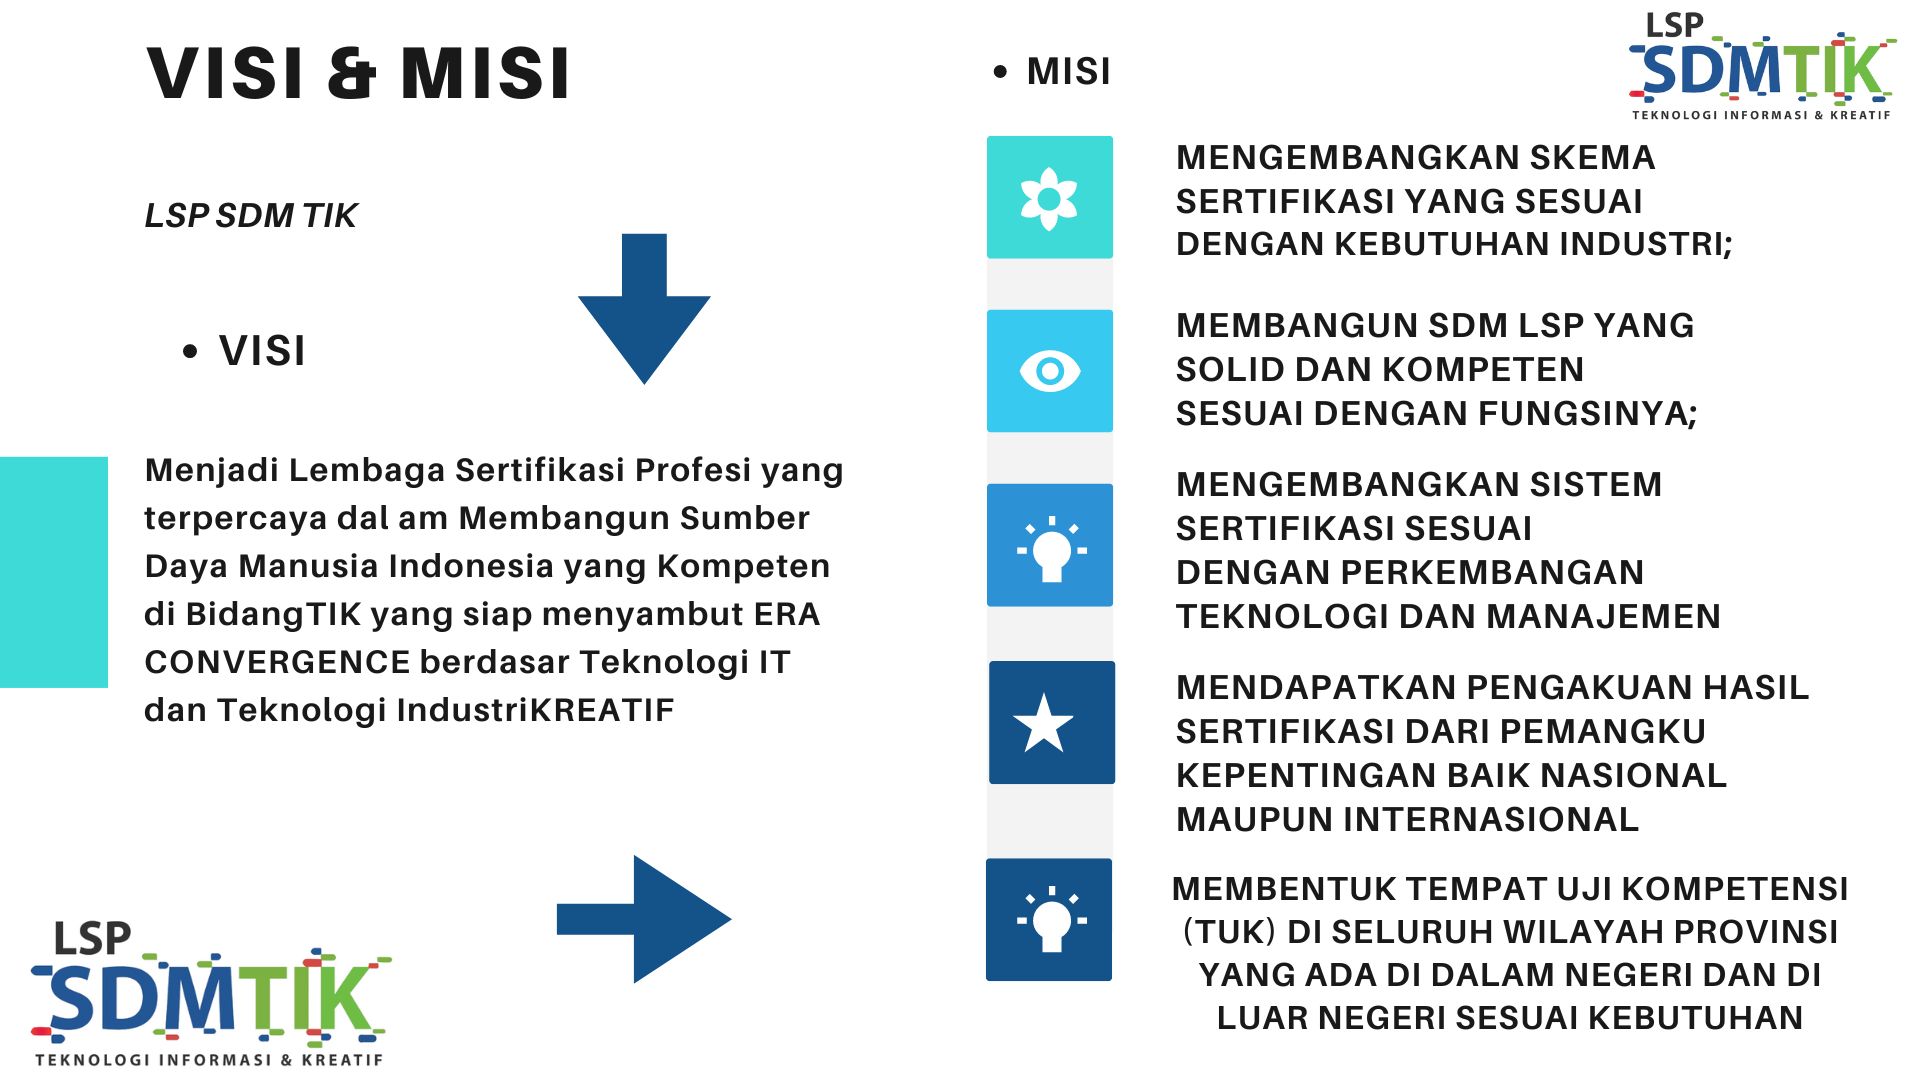 VISI & MISI
LSP SDM TIK
• VISI
Menjadi Lembaga Sertifikasi Profesi yang
terpercaya dal am Membangun Sumber
Daya Manusia Indonesia yang Kompeten
di BidangTIK yang siap menyambut ERA
CONVERGENCE berdasar Teknologi IT
dan Teknologi IndustriKREATIF
LSP
SDMTIK
TEKNOLOGI INFORMASI & KREATIF
• MISI
LSP
SDMTIK
TEKNOLOGI INFORMASI & KREATIF
MENGEMBANGKAN SKEMA
SERTIFIKASI YANG SESUAI
DENGAN KEBUTUHAN INDUSTRI;
MEMBANGUN SDM LSP YANG
SOLID DAN KOMPETEN
SESUAI DENGAN FUNGSINYA;
MENGEMBANGKAN SISTEM
SERTIFIKASI SESUAI
DENGAN PERKEMBANGAN
TEKNOLOGI DAN MANAJEMEN
MENDAPATKAN PENGAKUAN HASIL
SERTIFIKASI DARI PEMANGKU
KEPENTINGAN BAIK NASIONAL
MAUPUN INTERNASIONAL
MEMBENTUK TEMPAT UJI KOMPETENSI
(TUK) DI SELURUH WILAYAH PROVINSI
YANG ADA DI DALAM NEGERI DAN DI
LUAR NEGERI SESUAI KEBUTUHAN